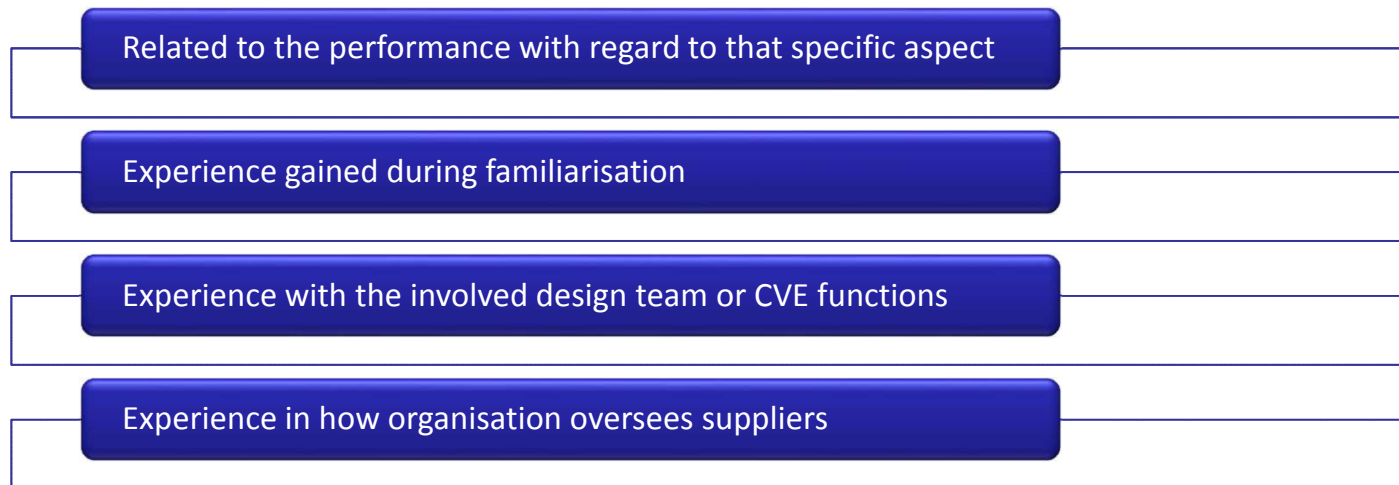 Related to the performance with regard to that specific aspect
Experience gained during familiarisation
Experience with the involved design team or CVE functions
Experience in how organisation oversees suppliers